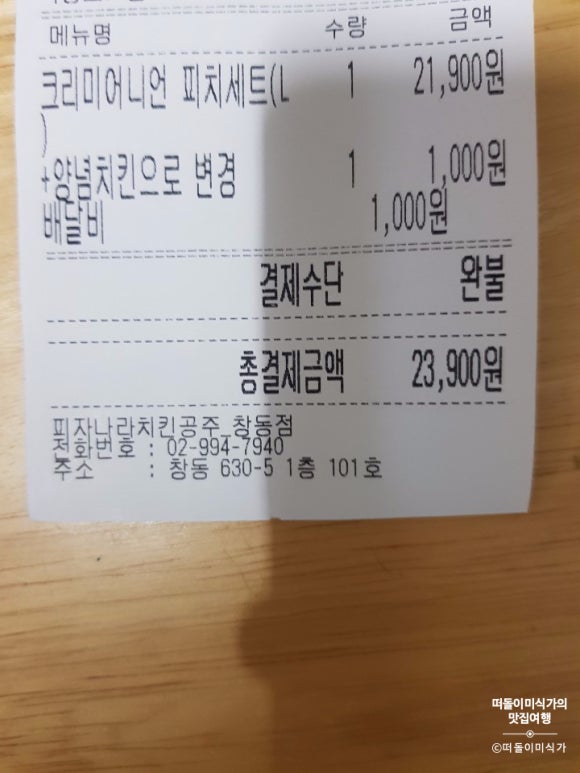 메뉴명 수량 금액
크리미어니언 피치세트(L 1 21,900원
)
+양념치킨으로 변경 1 1,000원
배달비 1,000원
결제수단 완불
총결제금액 23,900원
피자나라치킨공주_창동점
전화번호 : 02-994-7940
주소 : 창동 630-5 1층 101호
떠돌이미식가의
맛집여행
©떠돌이미식가